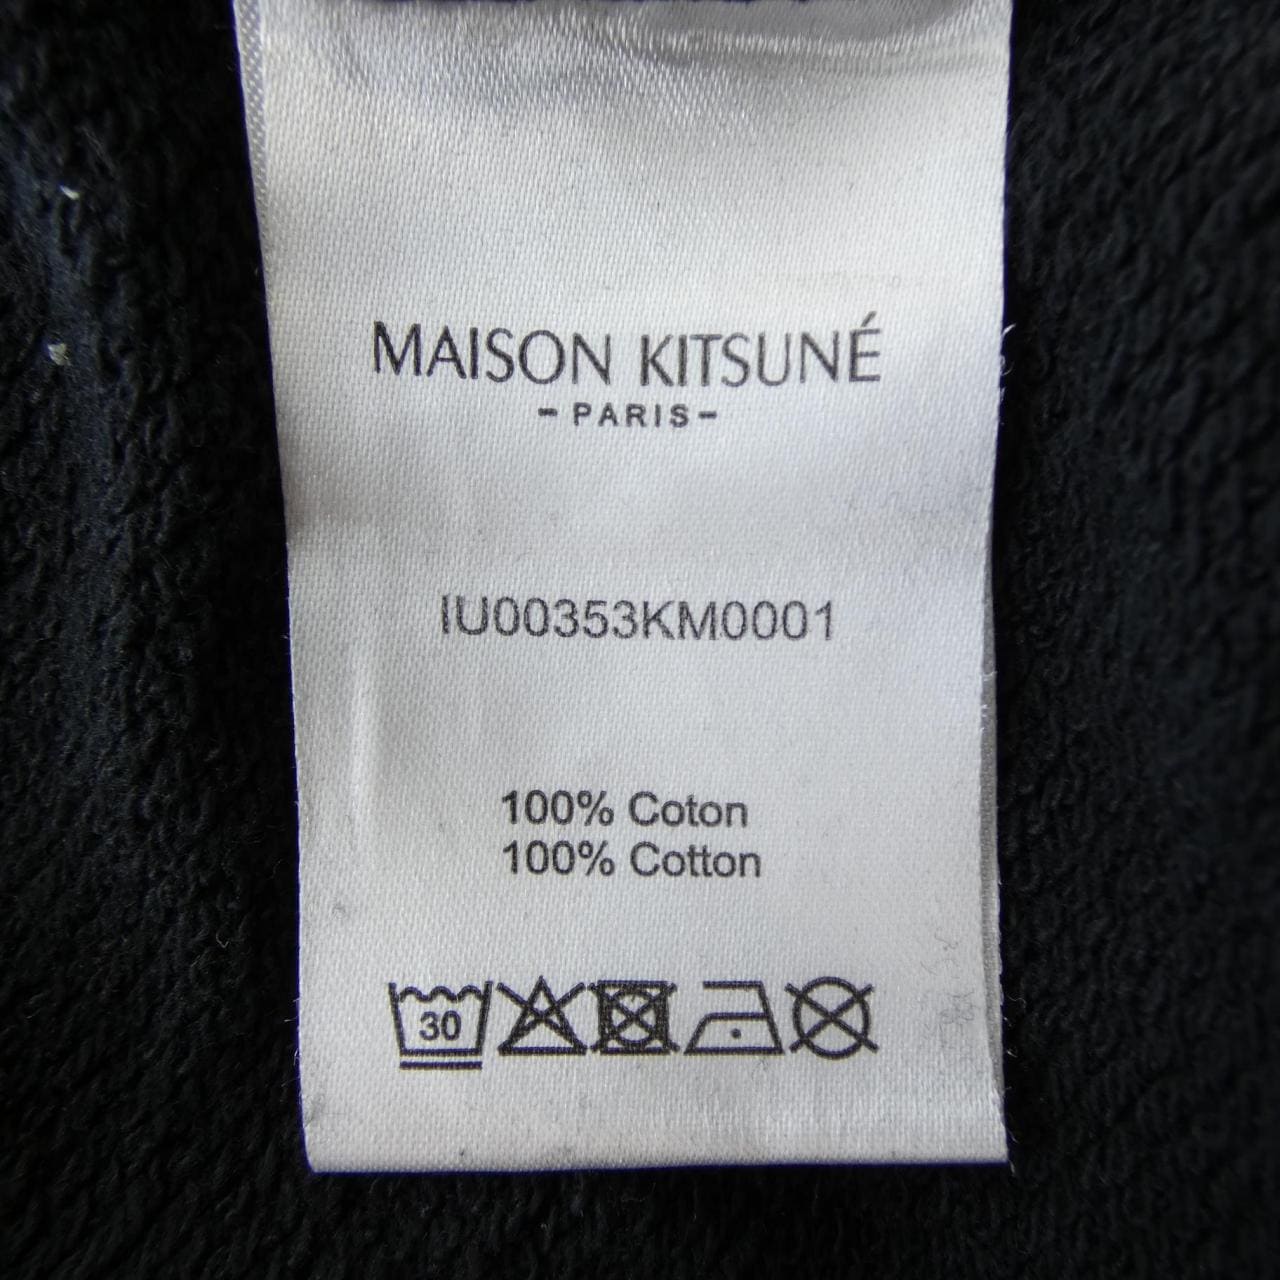 MAISON KITSUNÉ
- PARIS -
IU00353KM0001
100% Coton
100% Cotton
30